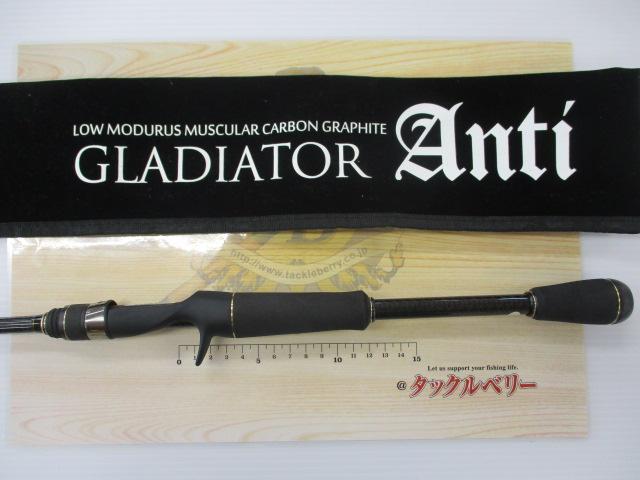 LOW MODURUS MUSCULAR CARBON GRAPHITE
GLADIATOR Anti
http://www.tackleberry.co.jp
0 1 2 3 4 5 6 7 8 9 10 11 12 13 14 15
Let us support your fishing life.
@タックルベリー